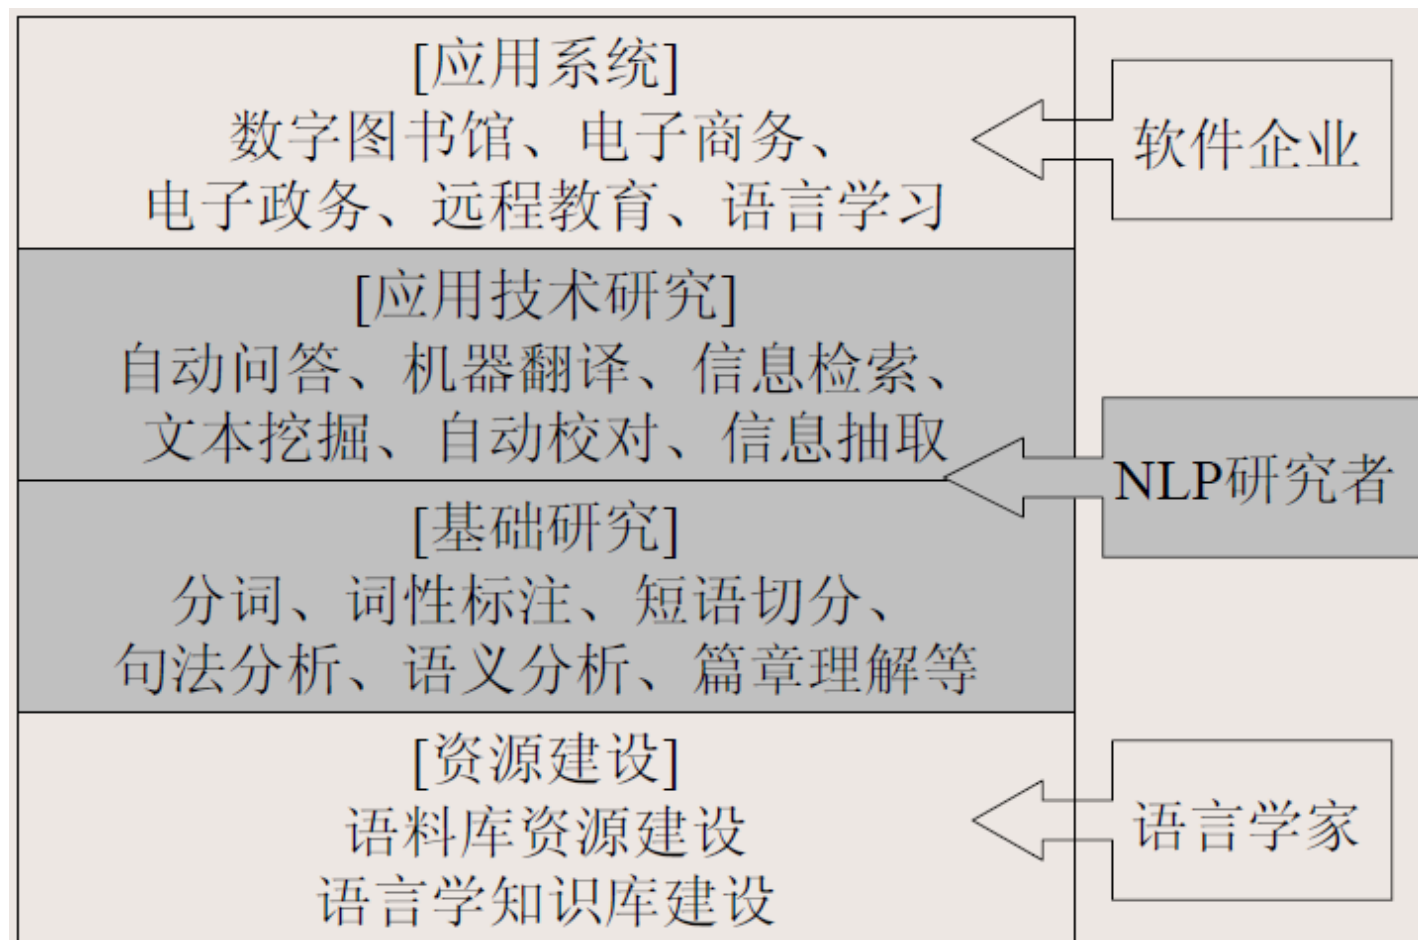 [应用系统]
数字图书馆、电子商务、
电子政务、远程教育、语言学习
软件企业
[应用技术研究]
自动问答、机器翻译、信息检索、
文本挖掘、自动校对、信息抽取
NLP研究者
[基础研究]
分词、词性标注、短语切分、
句法分析、语义分析、篇章理解等
[资源建设]
语料库资源建设
语言学知识库建设
语言学家